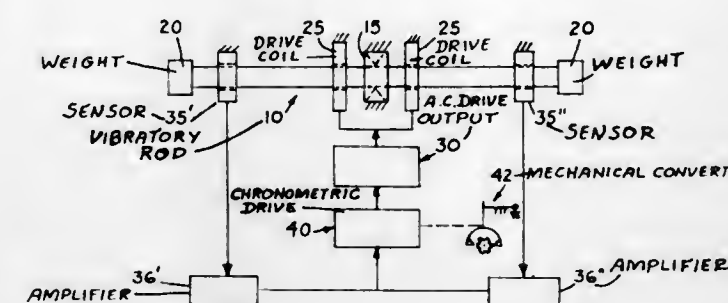 20
25
15
25
20
WEIGHT
DRIVE
COIL
DRIVE
COIL
WEIGHT
SENSOR 35'
VIBRATORY
ROD
10
A.C. DRIVE
OUTPUT
35"
SENSOR
30
42
MECHANICAL CONVERT
CHRONOMETRIC
DRIVE
40
AMPLIFIER
36'
36"
AMPLIFIER